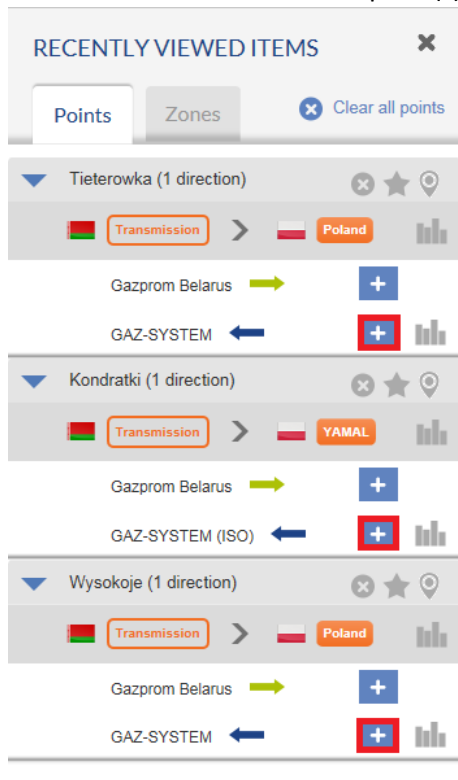 RECENTLY VIEWED ITEMS
Points
Zones
Clear all points
Tieterowka (1 direction)
Transmission
Poland
Gazprom Belarus
GAZ-SYSTEM
Kondratki (1 direction)
Transmission
YAMAL
Gazprom Belarus
GAZ-SYSTEM (ISO)
Wysokoje (1 direction)
Transmission
Poland
Gazprom Belarus
GAZ-SYSTEM